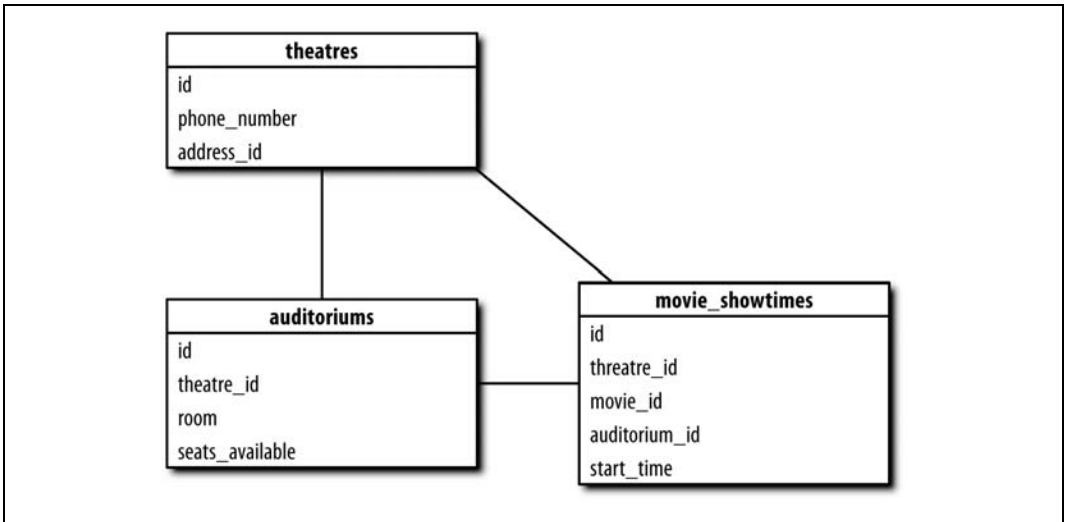 theatres
id
phone_number
address_id
auditoriums
id
theatre_id
room
seats_available
movie_showtimes
id
threatre_id
movie_id
auditorium_id
start_time